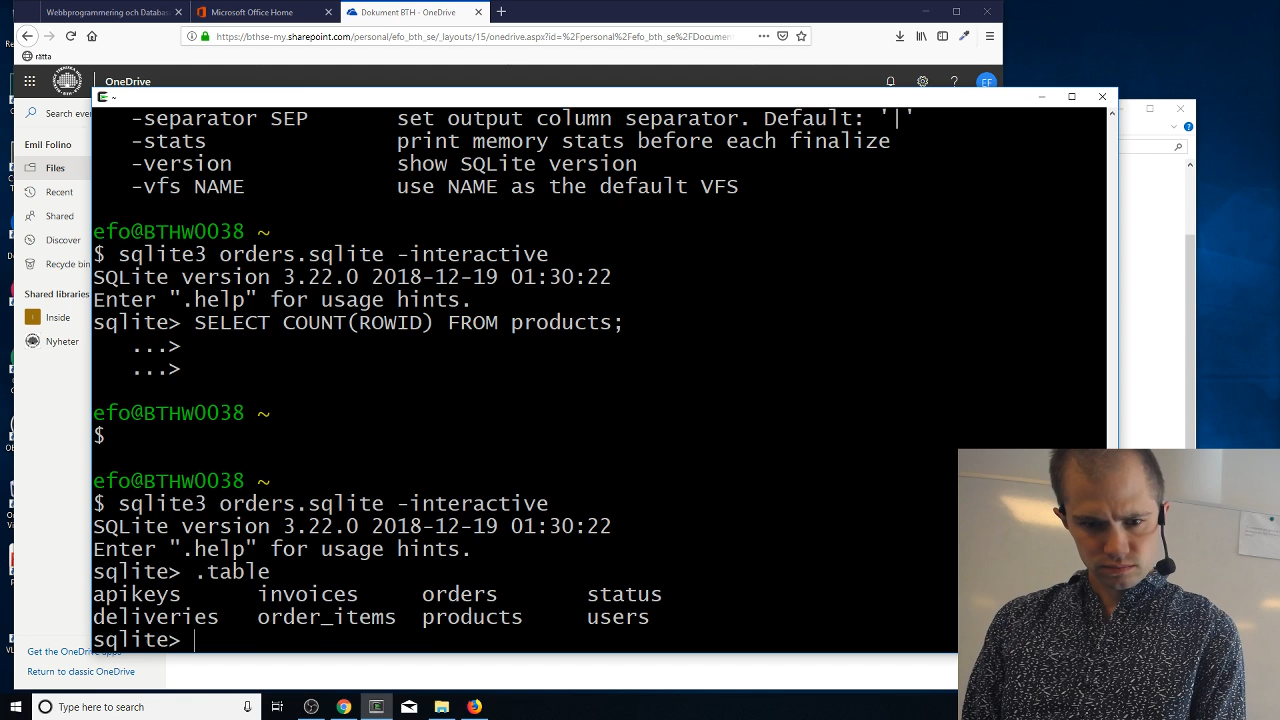 Webbprogrammering och Databas
Microsoft Office Home
Dokument BTH - OneDrive
https://bthse-my.sharepoint.com/personal/efo_bth_se/_layouts/15/onedrive.aspx?id=%2Fpersonal%2Fefo_bth_se%2FDocumen
rätta
OneDrive
EF
Search eve
Emil Folino
Files
Recent
Shared
Discover
Recycle bin
Shared libraries
Inside
Nyheter
Get the OneDrive apps
Return to classic OneDrive
~
-separator SEP set output column separator. Default: '|'
-stats print memory stats before each finalize
-version show SQLite version
-vfs NAME use NAME as the default VFS
efo@BTHW0038 ~
$ sqlite3 orders.sqlite -interactive
SQLite version 3.22.0 2018-12-19 01:30:22
Enter ".help" for usage hints.
sqlite> SELECT COUNT(ROWID) FROM products;
...>
...>
efo@BTHW0038 ~
$
efo@BTHW0038 ~
$ sqlite3 orders.sqlite -interactive
SQLite version 3.22.0 2018-12-19 01:30:22
Enter ".help" for usage hints.
sqlite> .table
apikeys invoices orders status
deliveries order_items products users
sqlite>
Type here to search